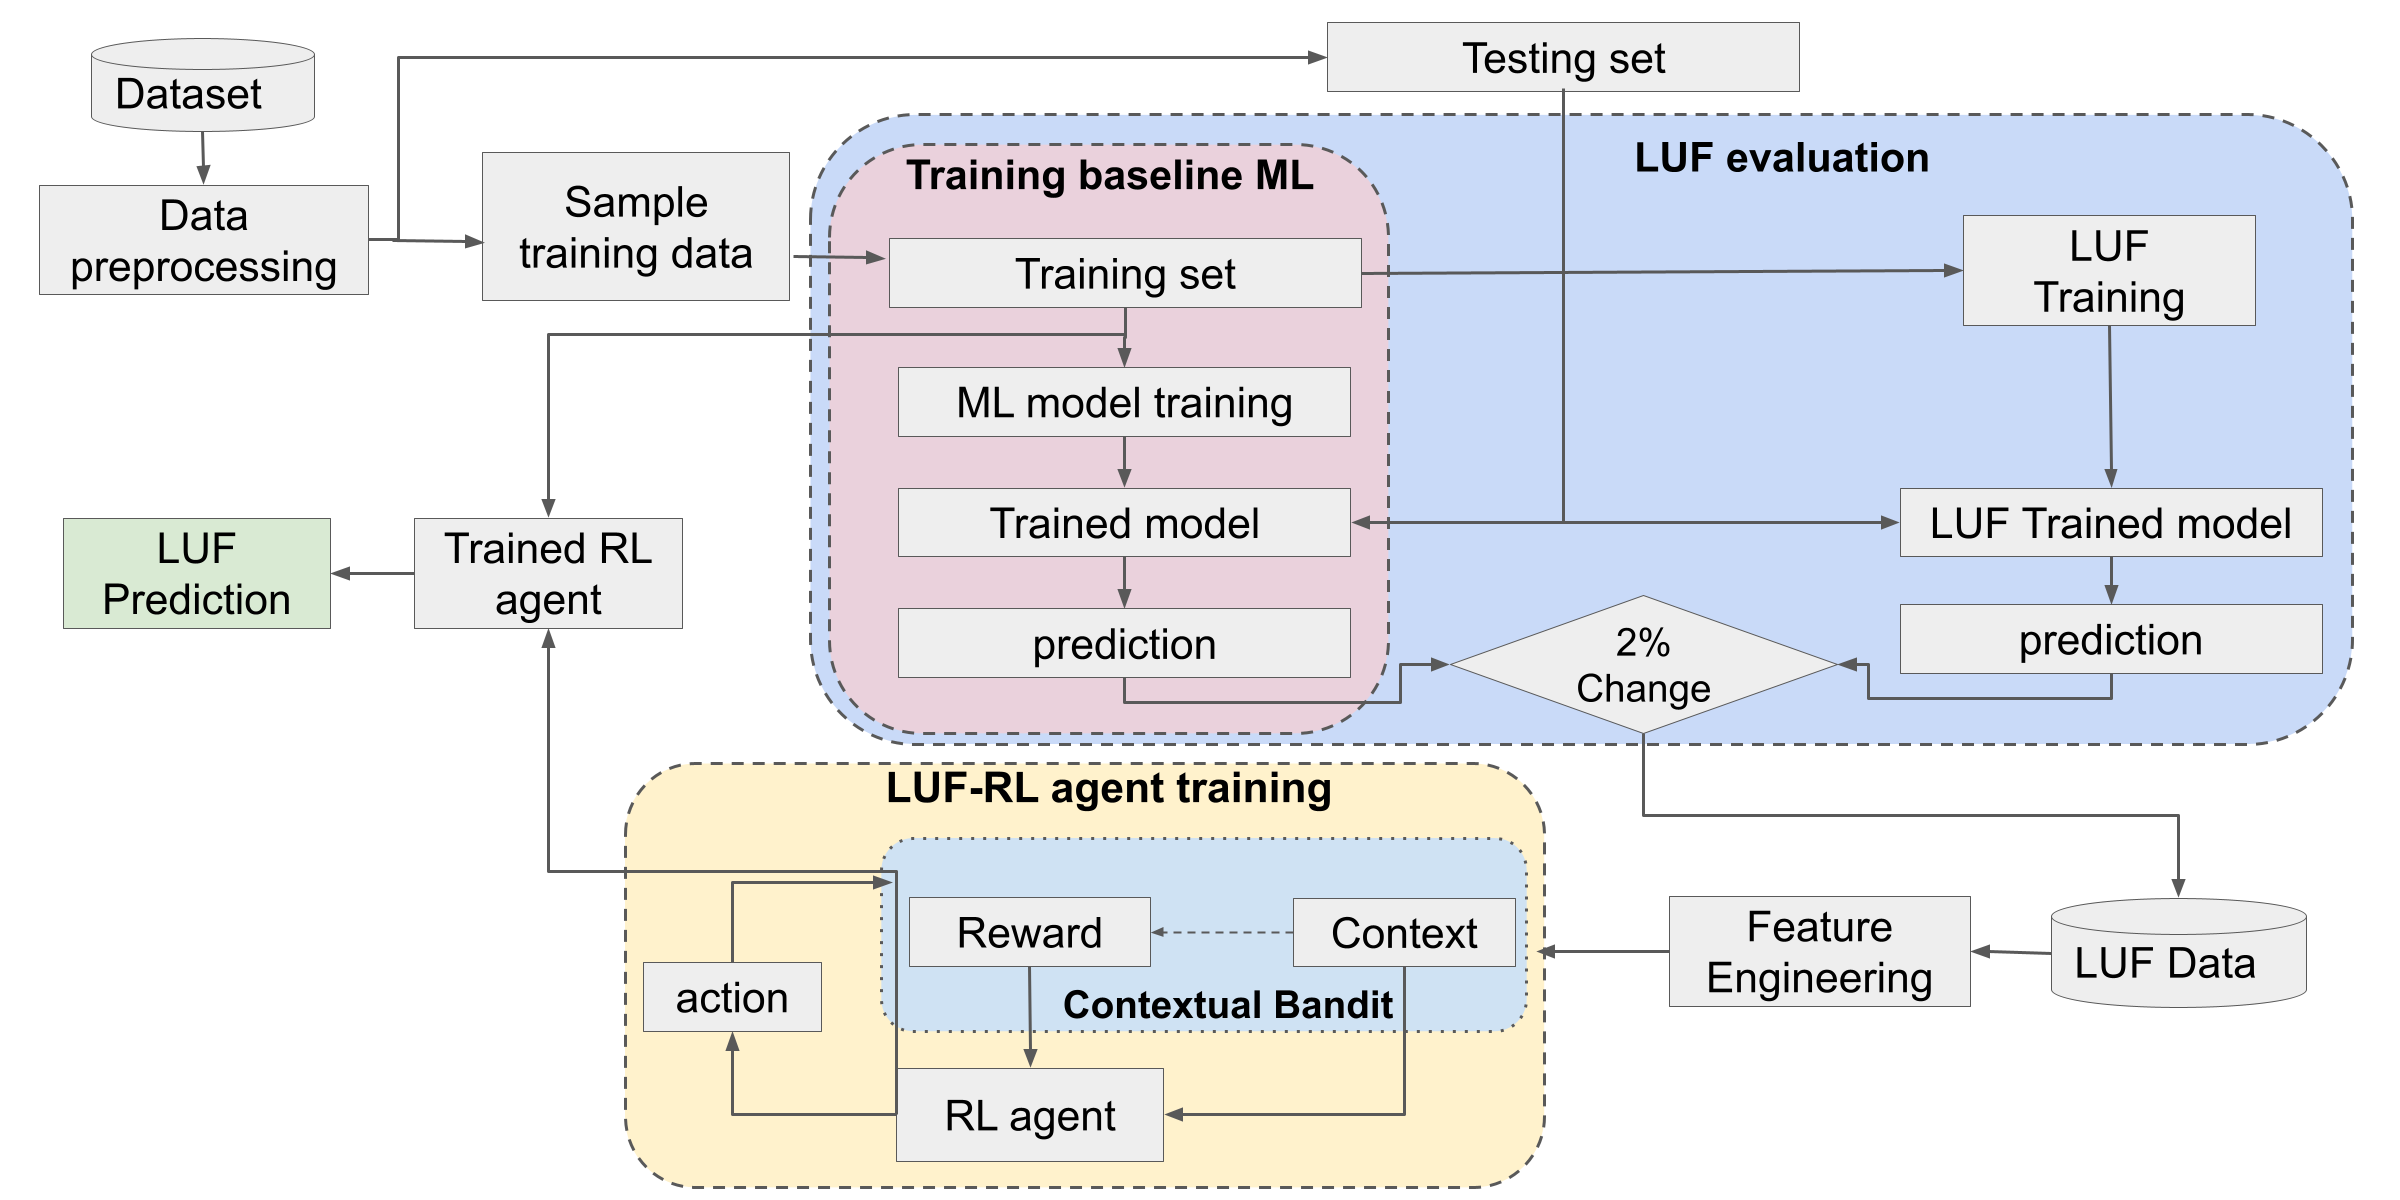 Dataset
Data
preprocessing
Sample
training data
Testing set
LUF evaluation
Training baseline ML
Training set
LUF
Training
ML model training
Trained model
LUF Trained model
prediction
prediction
2%
Change
LUF
Prediction
Trained RL
agent
LUF-RL agent training
Reward
Context
action
Contextual Bandit
RL agent
Feature
Engineering
LUF Data